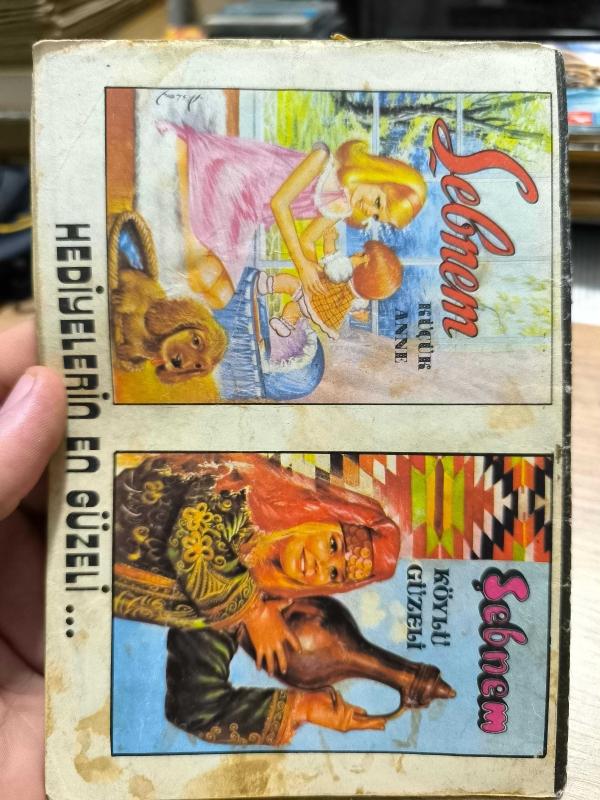 Şebnem
KÜÇÜK
ANNE
Şebnem
KÖYLÜ
GÜZELİ
HEDİYELERİN EN GÜZELİ ...